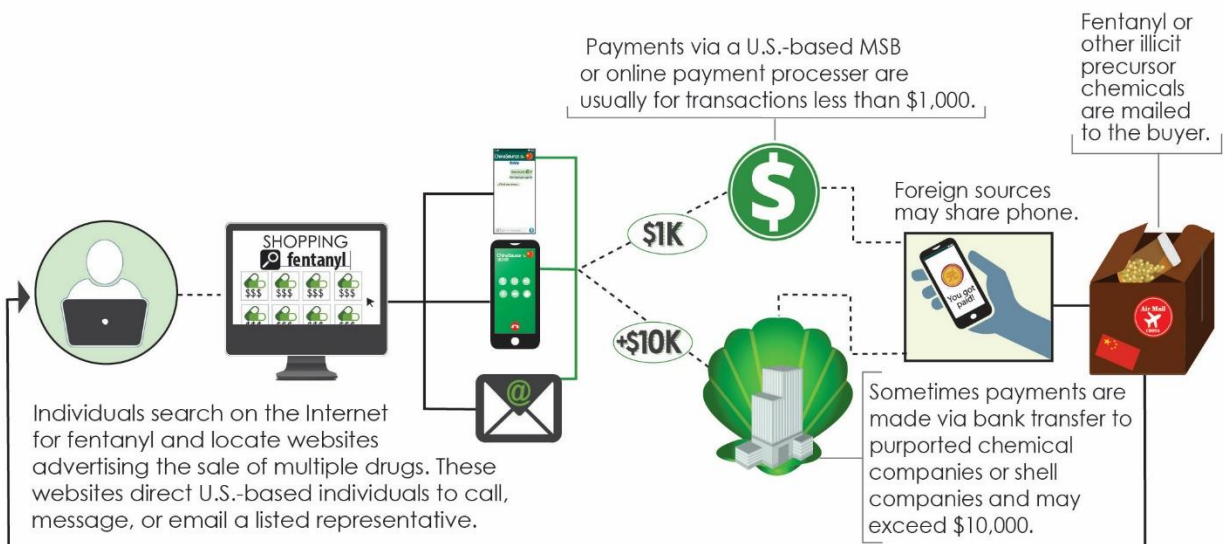 Payments via a U.S.-based MSB
or online payment processer are
usually for transactions less than $1,000.
Fentanyl or
other illicit
precursor
chemicals
are mailed
to the buyer.
Foreign sources
may share phone.
SHOPPING
fentanyl
$$$ $$$ $$$ $$$
$1K
$
You got
paid!
Air Mail
+$10K
@
Individuals search on the Internet
for fentanyl and locate websites
advertising the sale of multiple drugs. These
websites direct U.S.-based individuals to call,
message, or email a listed representative.
Sometimes payments are
made via bank transfer to
purported chemical
companies or shell
companies and may
exceed $10,000.